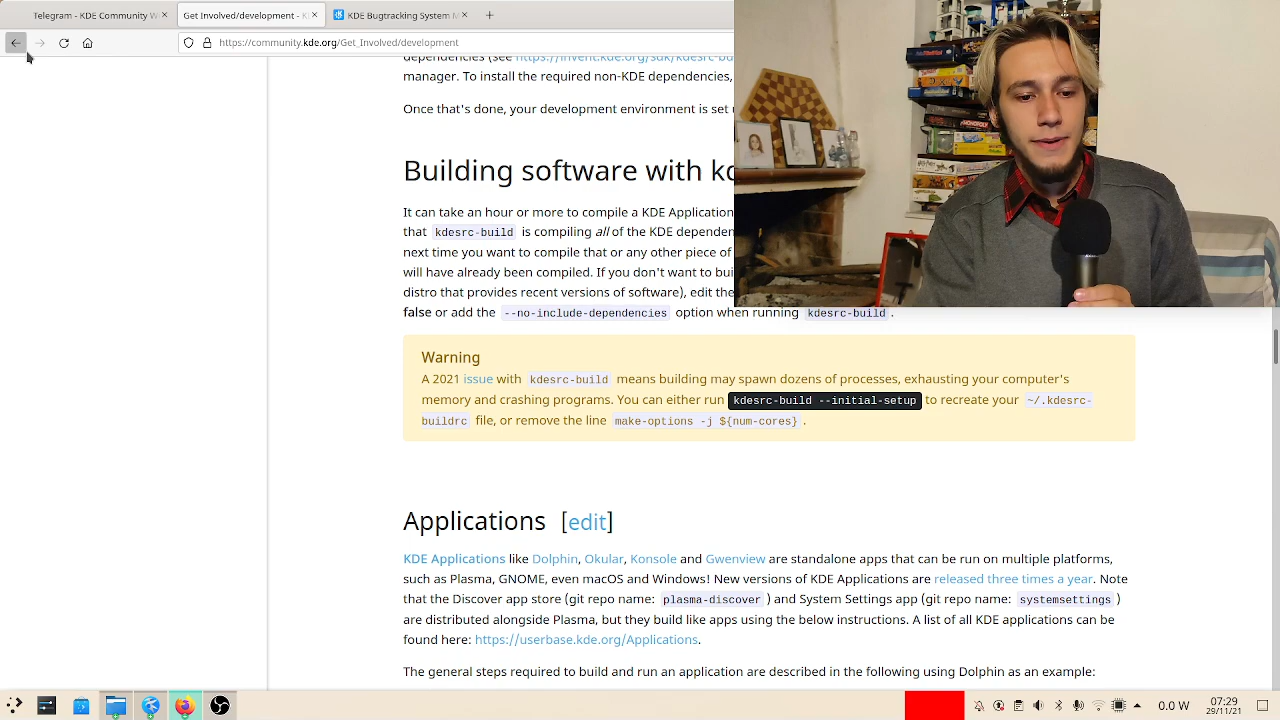 Telegram - KDE Community W
Get Involved/development - K
KDE Bugtracking System M
https://community.kde.org/Get_Involved/development
dependencies (see https://invent.kde.org/sdk/kdesrc-bu
manager. To install the required non-KDE dependencies,
Once that's done, your development environment is set
Building software with kd
It can take an hour or more to compile a KDE Application
that kdesrc-build is compiling all of the KDE dependen
next time you want to compile that or any other piece of
will have already been compiled. If you don't want to bui
distro that provides recent versions of software), edit the
false or add the --no-include-dependencies option when running kdesrc-build.
Warning
A 2021 issue with kdesrc-build means building may spawn dozens of processes, exhausting your computer's
memory and crashing programs. You can either run kdesrc-build --initial-setup to recreate your ~/.kdesrc-
buildrc file, or remove the line make-options -j ${num-cores} .
Applications [edit]
KDE Applications like Dolphin, Okular, Konsole and Gwenview are standalone apps that can be run on multiple platforms,
such as Plasma, GNOME, even macOS and Windows! New versions of KDE Applications are released three times a year. Note
that the Discover app store (git repo name: plasma-discover ) and System Settings app (git repo name: systemsettings )
are distributed alongside Plasma, but they build like apps using the below instructions. A list of all KDE applications can be
found here: https://userbase.kde.org/Applications.
The general steps required to build and run an application are described in the following using Dolphin as an example:
0.0 W
07:29
29/11/21
MONOPOLY